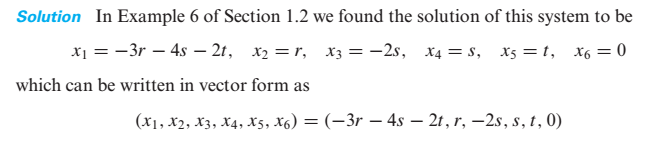 Solution In Example 6 of Section 1.2 we found the solution of this system to be
x₁ = −3r − 4s − 2t, x₂ = r, x₃ = −2s, x₄ = s, x₅ = t, x₆ = 0
which can be written in vector form as
(x₁, x₂, x₃, x₄, x₅, x₆) = (−3r − 4s − 2t, r, −2s, s, t, 0)